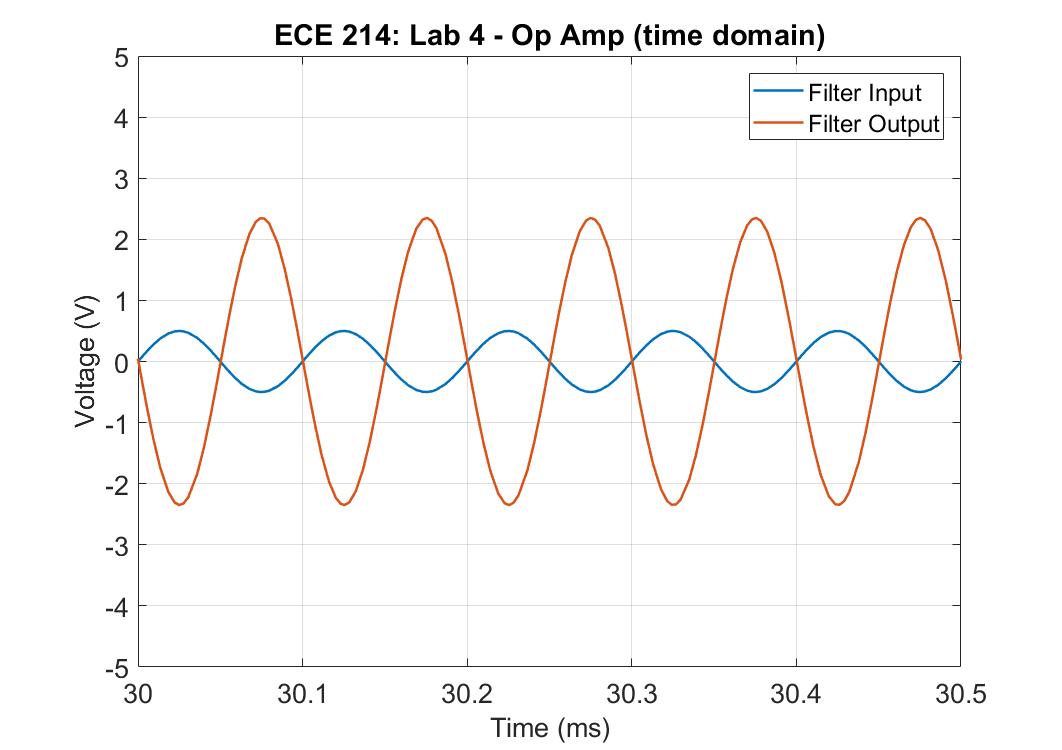 ECE 214: Lab 4 - Op Amp (time domain)
Filter Input
Filter Output
Voltage (V)
5
4
3
2
1
0
-1
-2
-3
-4
-5
30 30.1 30.2 30.3 30.4 30.5
Time (ms)